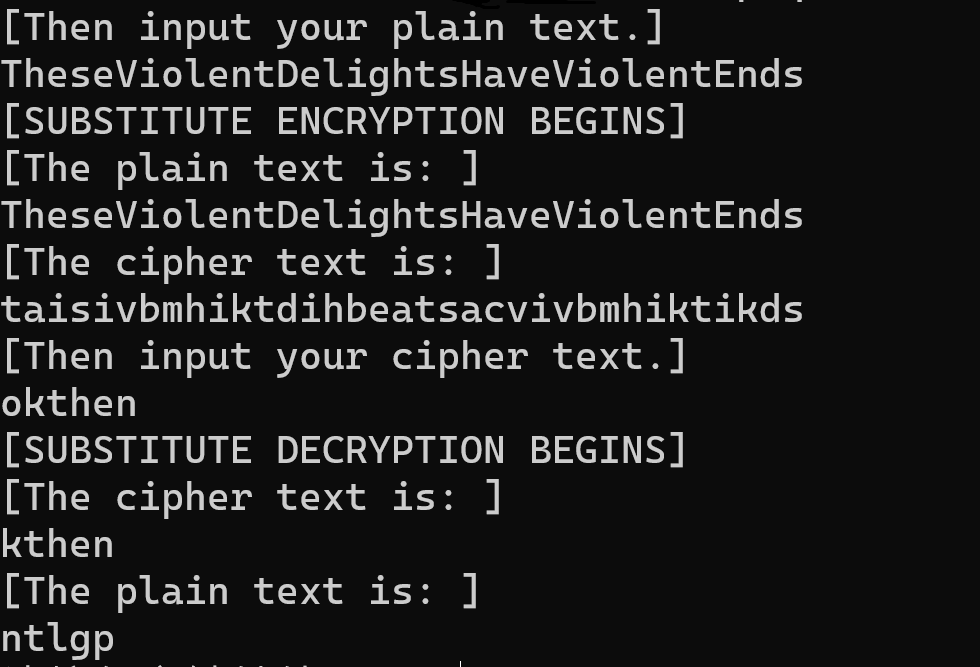 [Then input your plain text.]
TheseViolentDelightsHaveViolentEnds
[SUBSTITUTE ENCRYPTION BEGINS]
[The plain text is: ]
TheseViolentDelightsHaveViolentEnds
[The cipher text is: ]
taisivbmhiktdihbeatsacvivbmhiktikds
[Then input your cipher text.]
okthen
[SUBSTITUTE DECRYPTION BEGINS]
[The cipher text is: ]
kthen
[The plain text is: ]
ntlgp